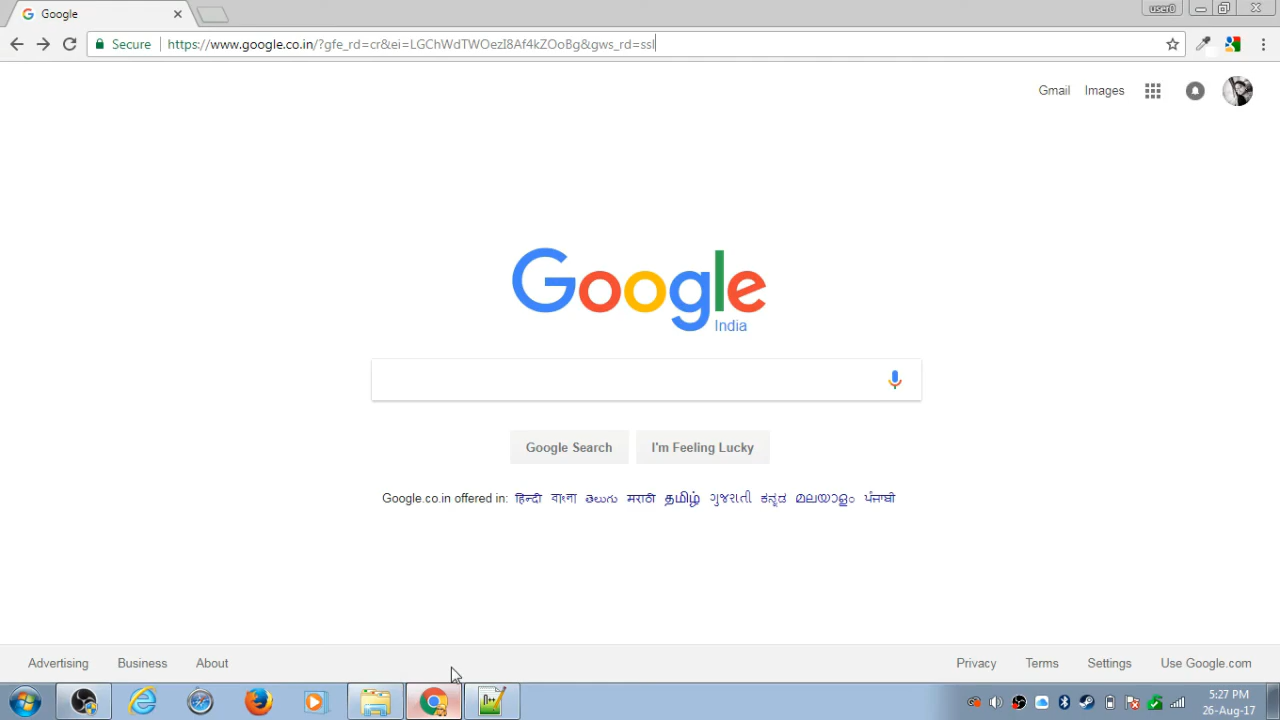 Google
user0
Secure
https://www.google.co.in/?gfe_rd=cr&ei=LGChWdTWOezI8Af4kZOoBg&gws_rd=ssl
Gmail Images
Google
India
Google Search I'm Feeling Lucky
Google.co.in offered in: हिन्दी বাংলা తెలుగు मराठी தமிழ் ગુજરાતી ಕನ್ನಡ മലയാളം ਪੰਜਾਬੀ
Advertising Business About Privacy Terms Settings Use Google.com
5:27 PM
26-Aug-17